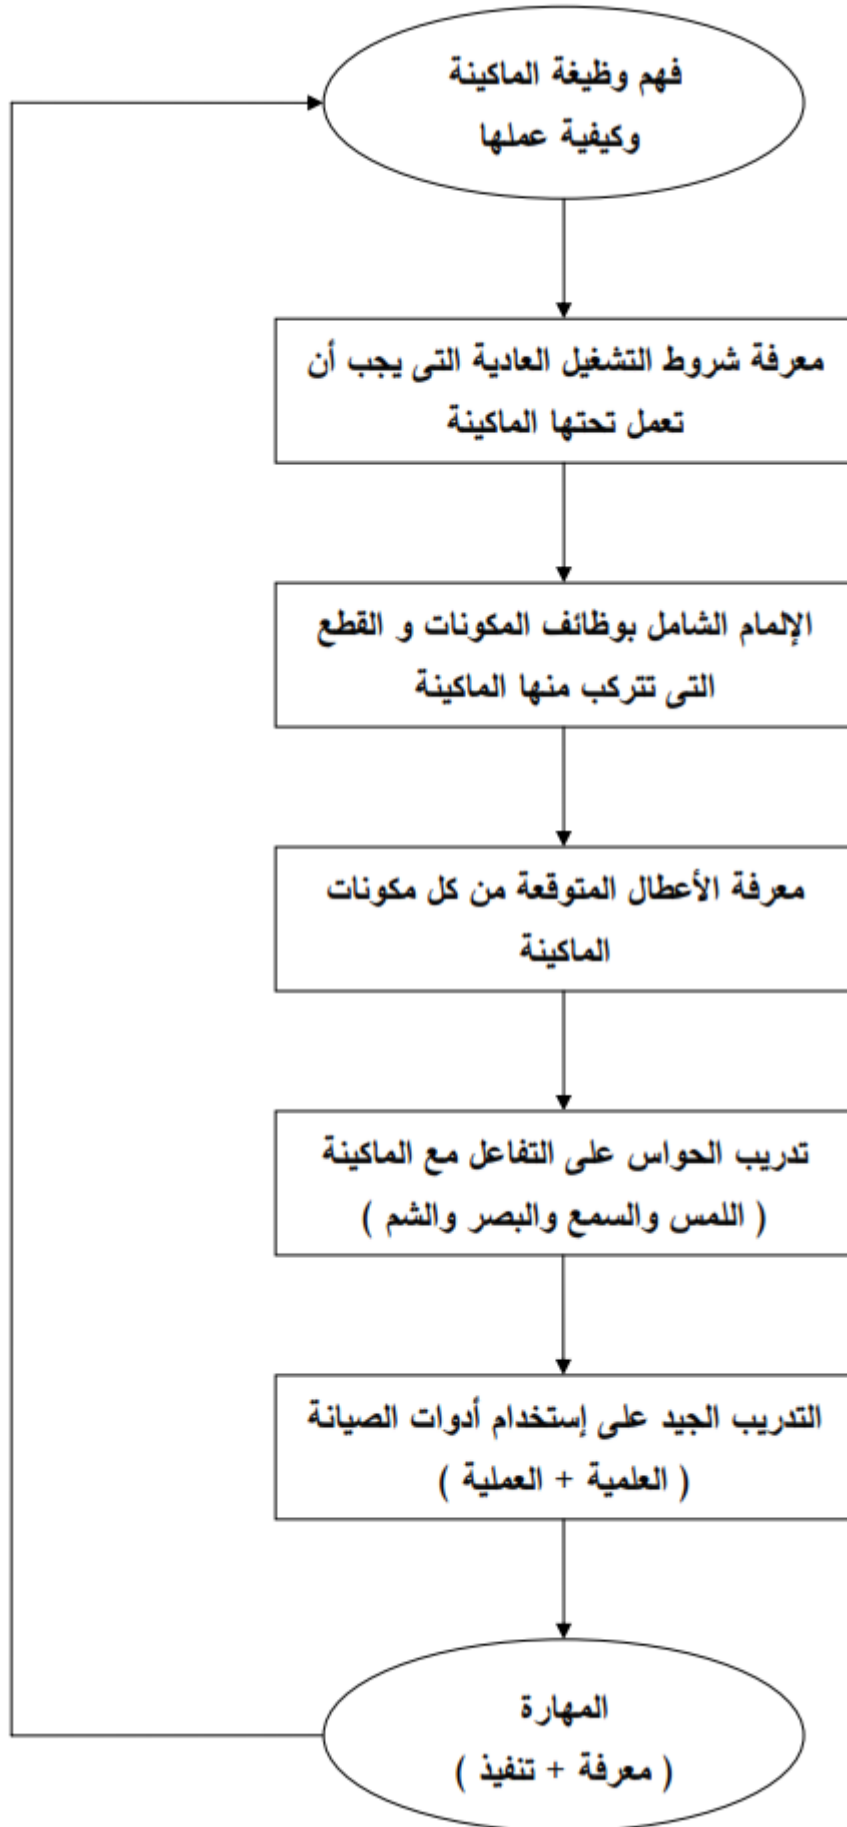 فهم وظيفة الماكينة
وكيفية عملها
معرفة شروط التشغيل العادية التى يجب أن
تعمل تحتها الماكينة
الإلمام الشامل بوظائف المكونات و القطع
التى تتركب منها الماكينة
معرفة الأعطال المتوقعة من كل مكونات
الماكينة
تدريب الحواس على التفاعل مع الماكينة
( اللمس والسمع والبصر والشم )
التدريب الجيد على إستخدام أدوات الصيانة
( العلمية + العملية )
المهارة
( معرفة + تنفيذ )